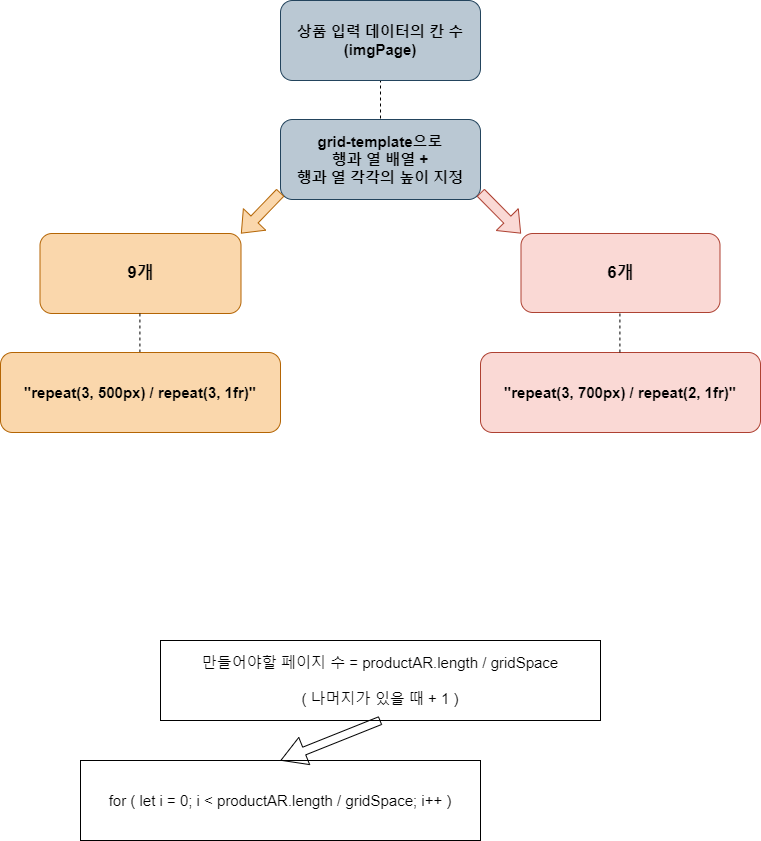 상품 입력 데이터의 칸 수
(imgPage)
grid-template으로
행과 열 배열 +
행과 열 각각의 높이 지정
9개
6개
"repeat(3, 500px) / repeat(3, 1fr)"
"repeat(3, 700px) / repeat(2, 1fr)"
만들어야할 페이지 수 = productAR.length / gridSpace
( 나머지가 있을 때 + 1 )
for ( let i = 0; i < productAR.length / gridSpace; i++ )